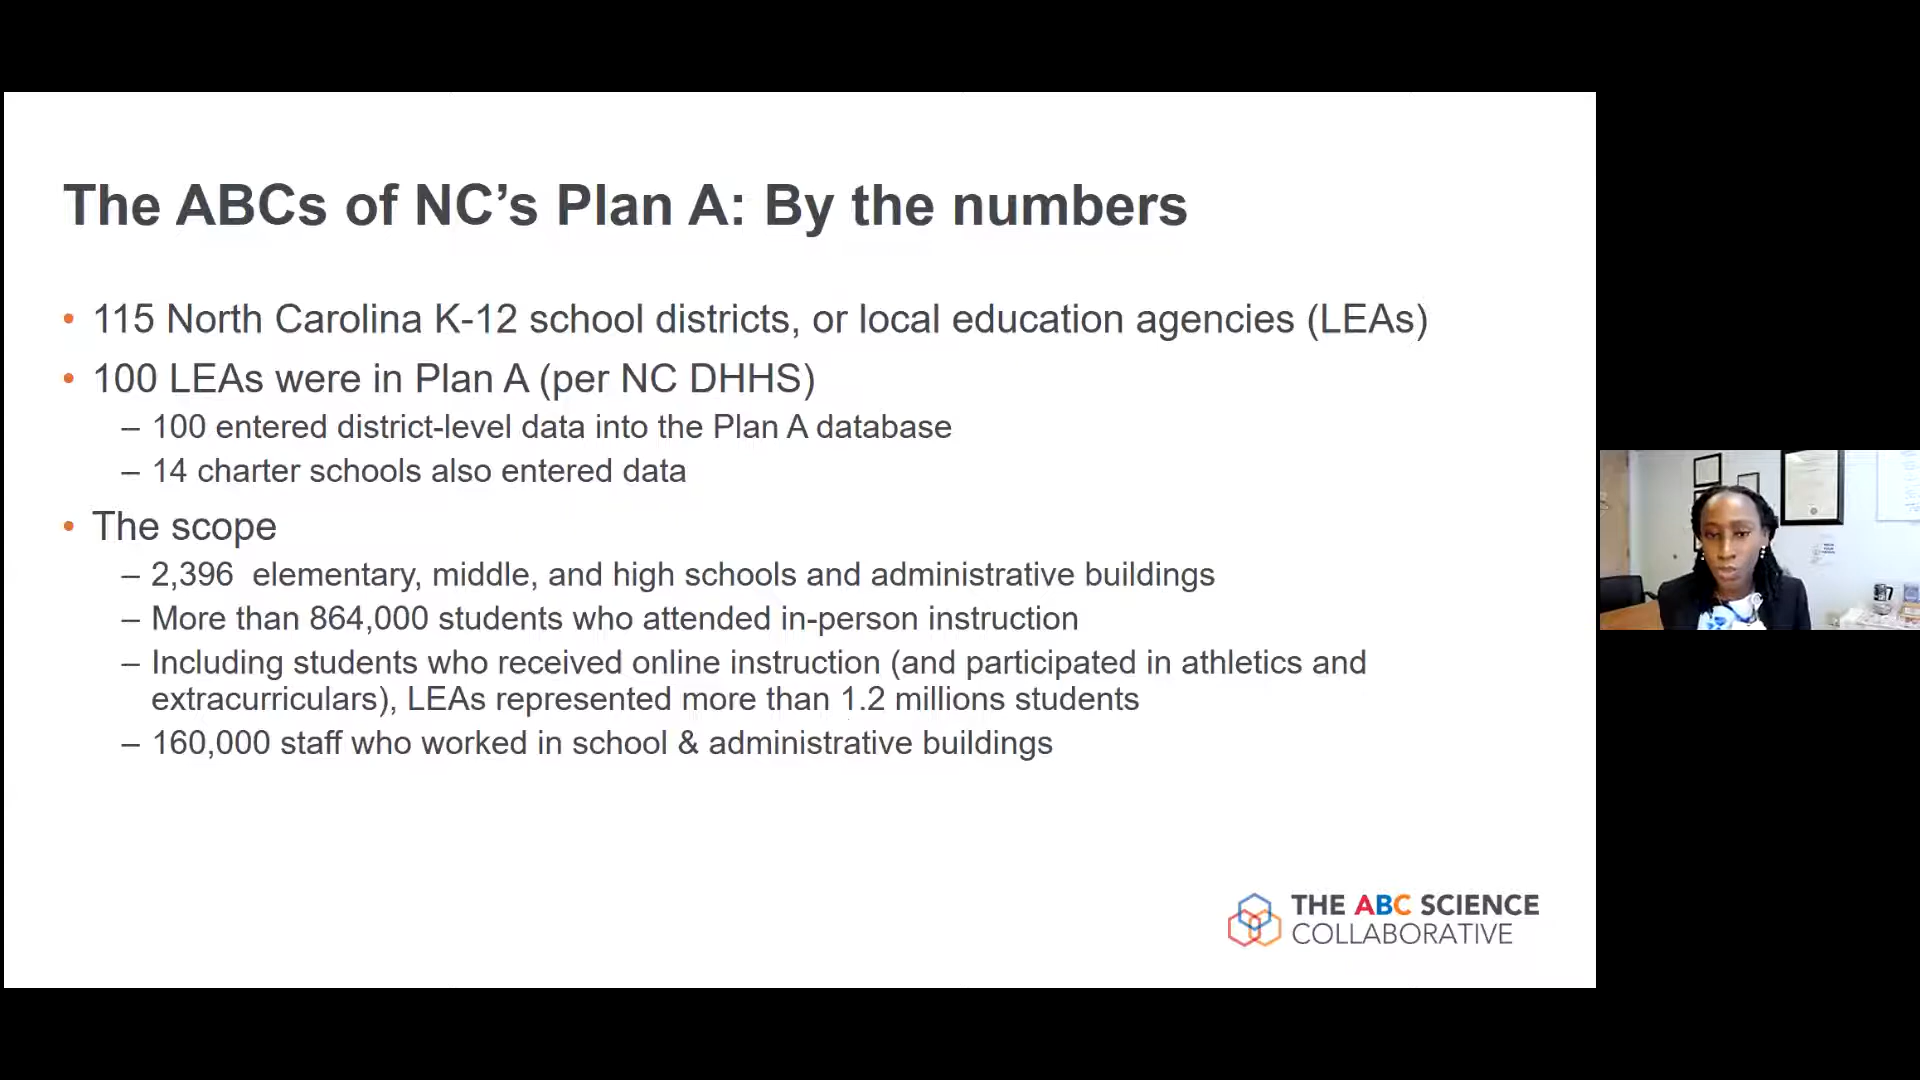 The ABCs of NC’s Plan A: By the numbers
• 115 North Carolina K-12 school districts, or local education agencies (LEAs)
• 100 LEAs were in Plan A (per NC DHHS)
– 100 entered district-level data into the Plan A database
– 14 charter schools also entered data
• The scope
– 2,396 elementary, middle, and high schools and administrative buildings
– More than 864,000 students who attended in-person instruction
– Including students who received online instruction (and participated in athletics and
extracurriculars), LEAs represented more than 1.2 millions students
– 160,000 staff who worked in school & administrative buildings
THE ABC SCIENCE
COLLABORATIVE